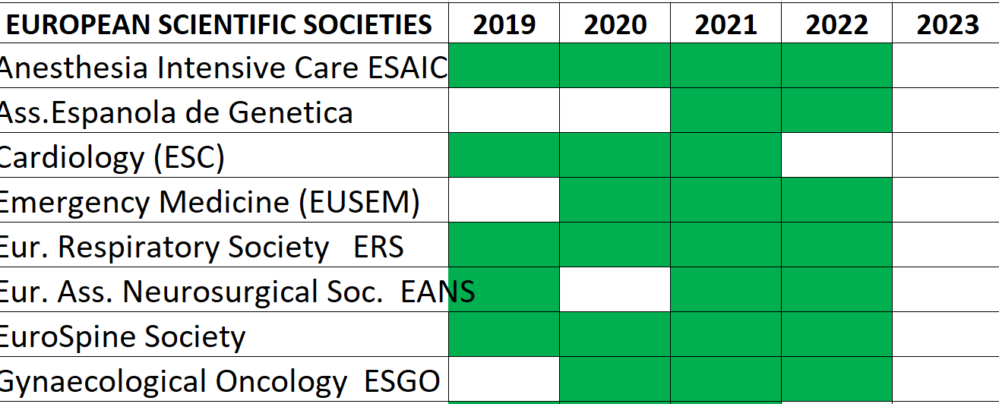 EUROPEAN SCIENTIFIC SOCIETIES 2019 2020 2021 2022 2023
Anesthesia Intensive Care ESAIC
Ass.Espanola de Genetica
Cardiology (ESC)
Emergency Medicine (EUSEM)
Eur. Respiratory Society ERS
Eur. Ass. Neurosurgical Soc. EANS
EuroSpine Society
Gynaecological Oncology ESGO